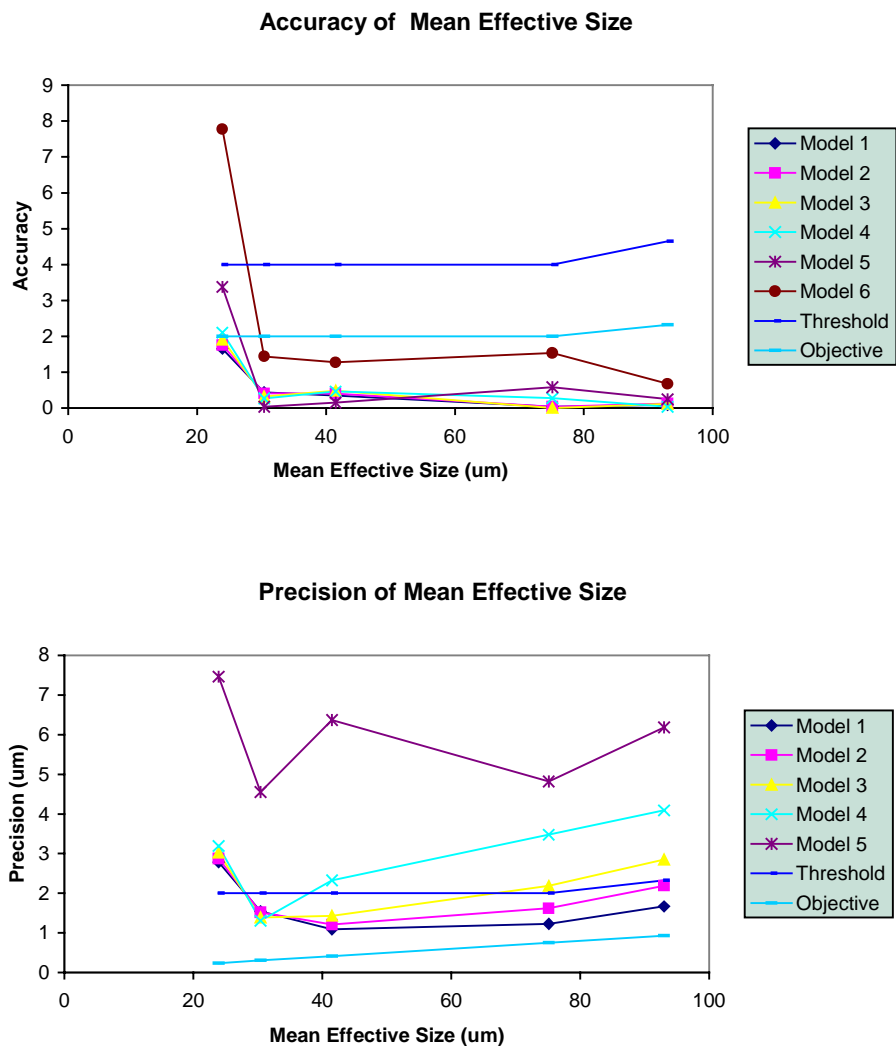 Accuracy of Mean Effective Size
9
8
7
6
5
4
3
2
1
0
Accuracy
0 20 40 60 80 100
Mean Effective Size (um)
Model 1
Model 2
Model 3
Model 4
Model 5
Model 6
Threshold
Objective
Precision of Mean Effective Size
8
7
6
5
4
3
2
1
0
Precision (um)
0 20 40 60 80 100
Mean Effective Size (um)
Model 1
Model 2
Model 3
Model 4
Model 5
Threshold
Objective